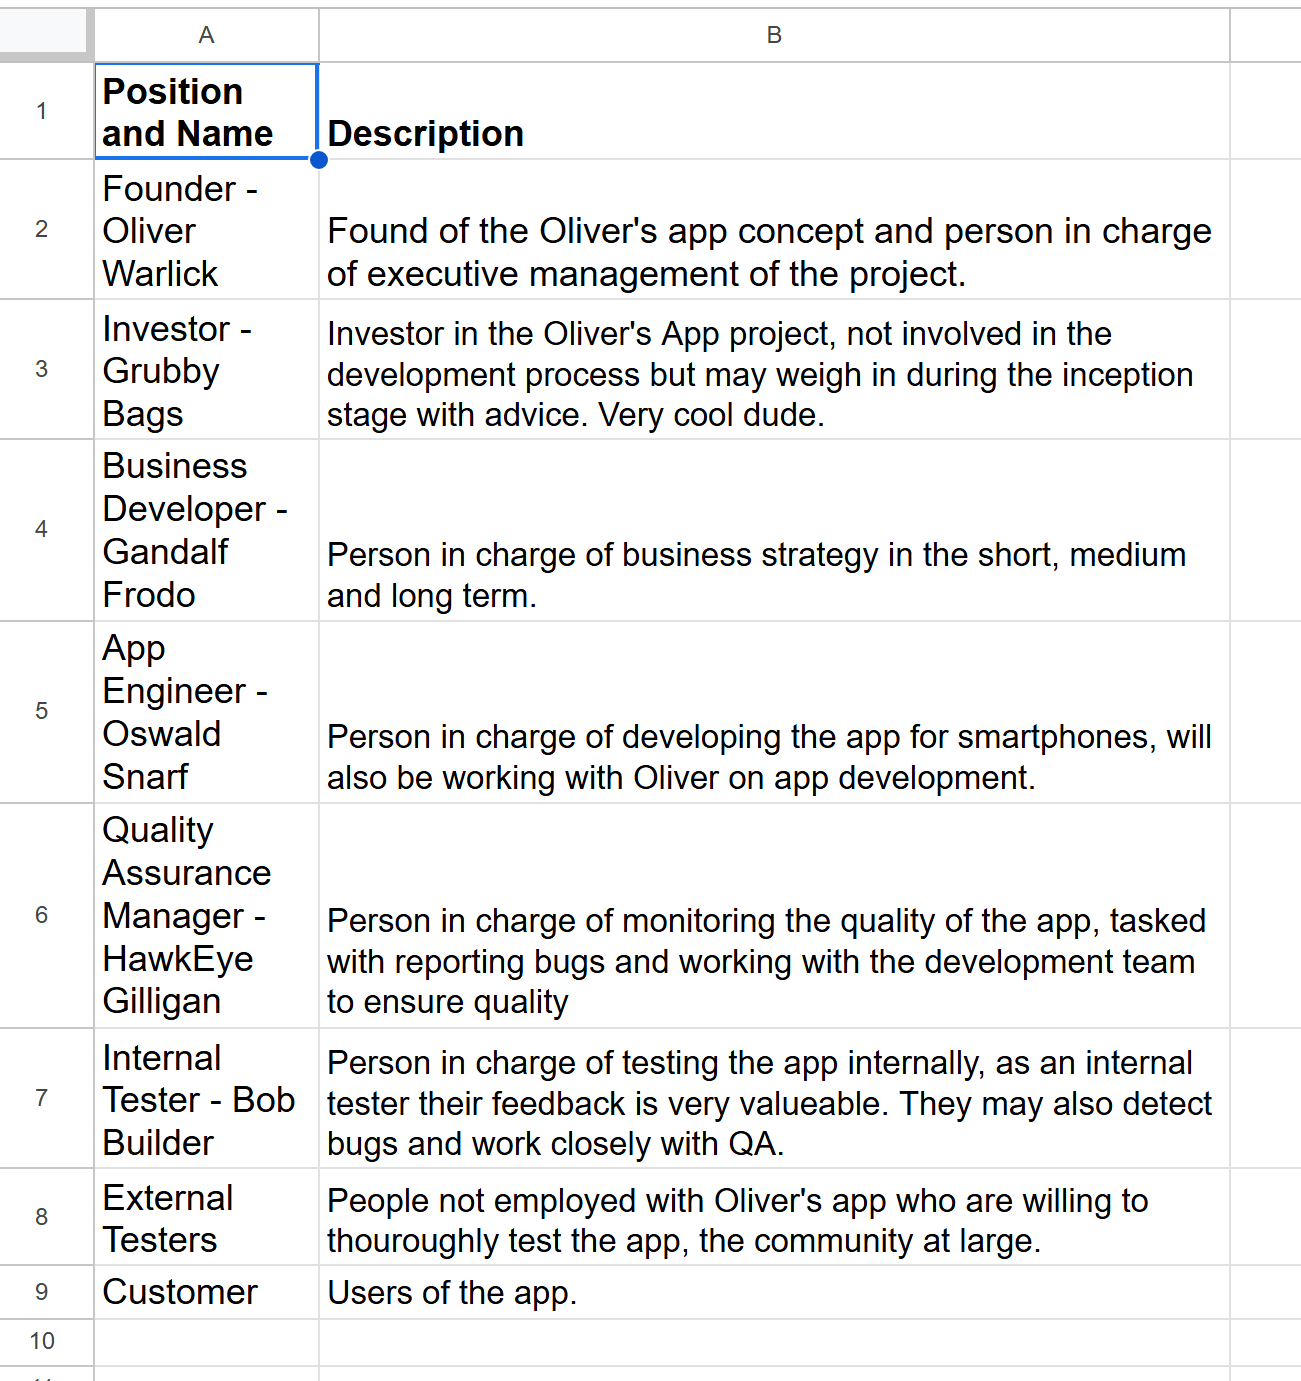 A
B
1
Position
and Name
Description
2
Founder -
Oliver
Warlick
Found of the Oliver's app concept and person in charge
of executive management of the project.
3
Investor -
Grubby
Bags
Investor in the Oliver's App project, not involved in the
development process but may weigh in during the inception
stage with advice. Very cool dude.
4
Business
Developer -
Gandalf
Frodo
Person in charge of business strategy in the short, medium
and long term.
5
App
Engineer -
Oswald
Snarf
Person in charge of developing the app for smartphones, will
also be working with Oliver on app development.
6
Quality
Assurance
Manager -
HawkEye
Gilligan
Person in charge of monitoring the quality of the app, tasked
with reporting bugs and working with the development team
to ensure quality
7
Internal
Tester - Bob
Builder
Person in charge of testing the app internally, as an internal
tester their feedback is very valueable. They may also detect
bugs and work closely with QA.
8
External
Testers
People not employed with Oliver's app who are willing to
thouroughly test the app, the community at large.
9
Customer
Users of the app.
10